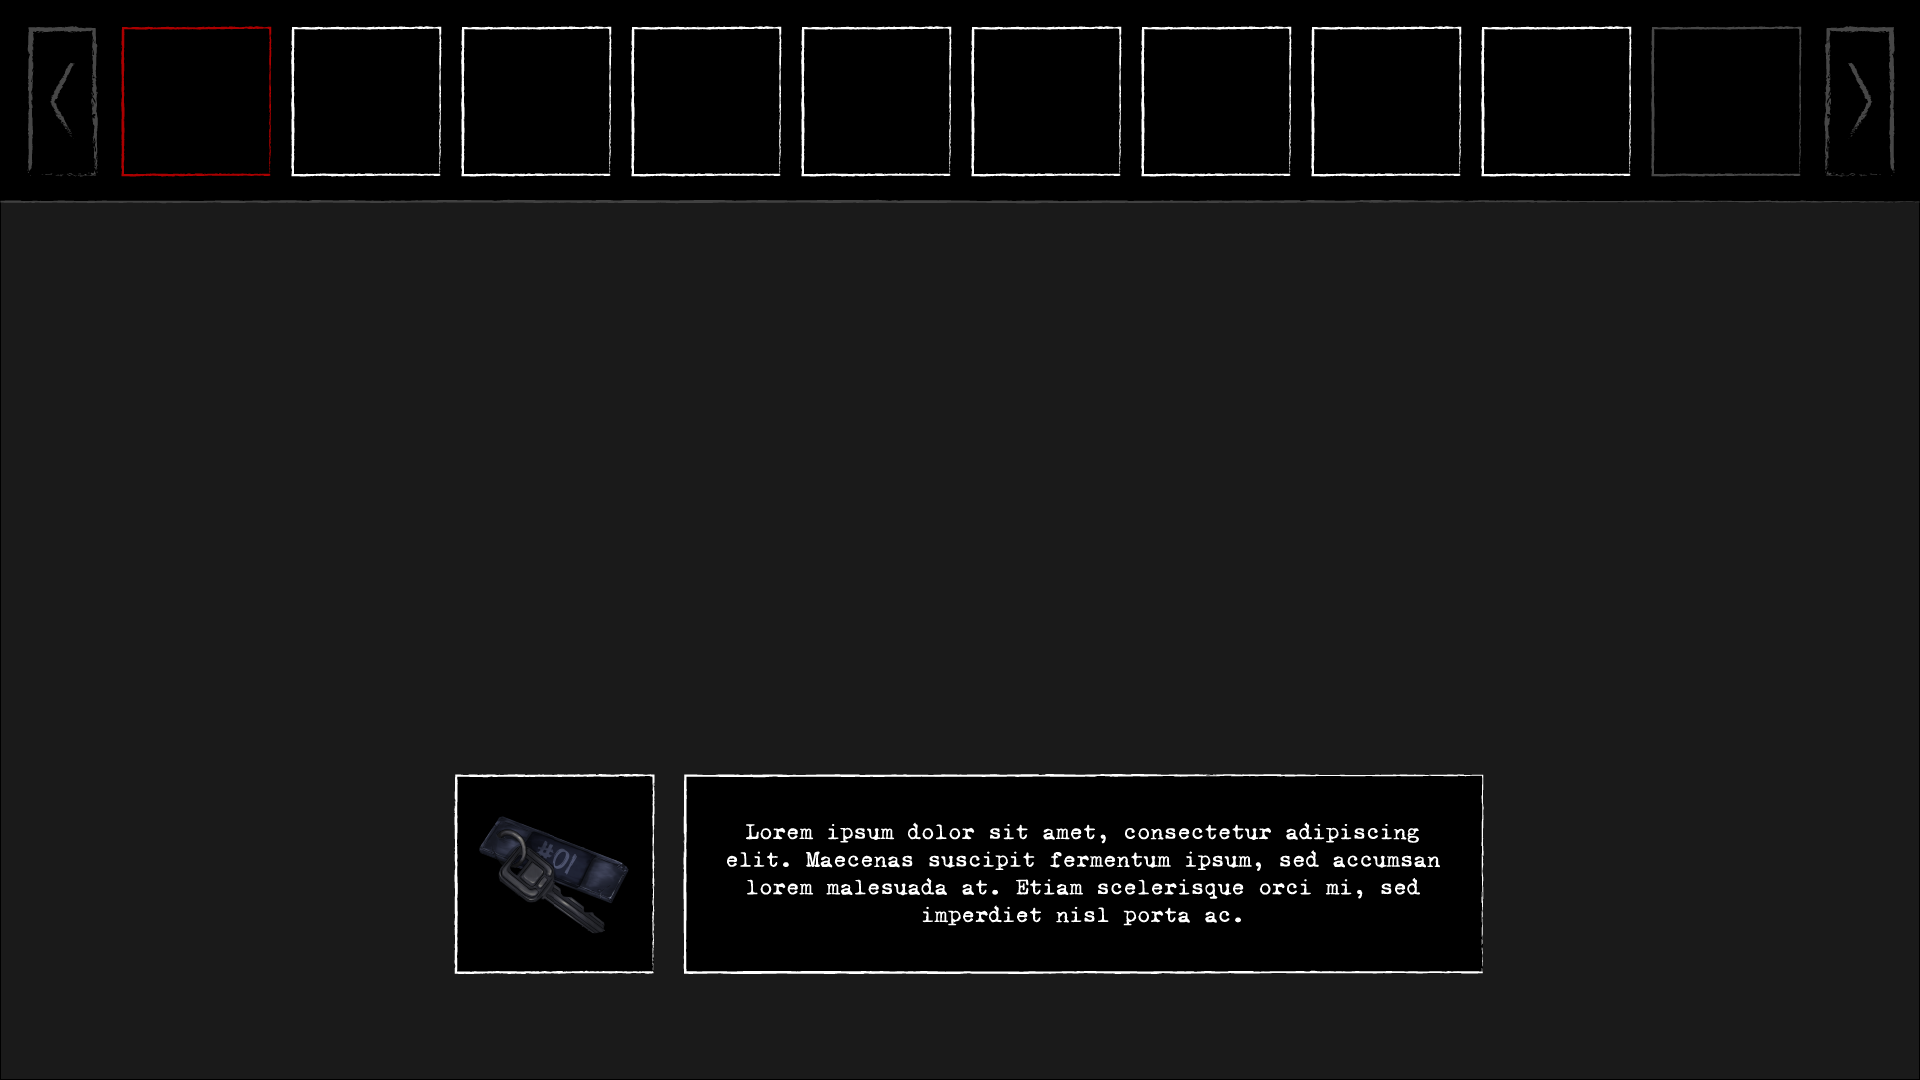 #01
Lorem ipsum dolor sit amet, consectetur adipiscing
elit. Maecenas suscipit fermentum ipsum, sed accumsan
lorem malesuada at. Etiam scelerisque orci mi, sed
imperdiet nisl porta ac.